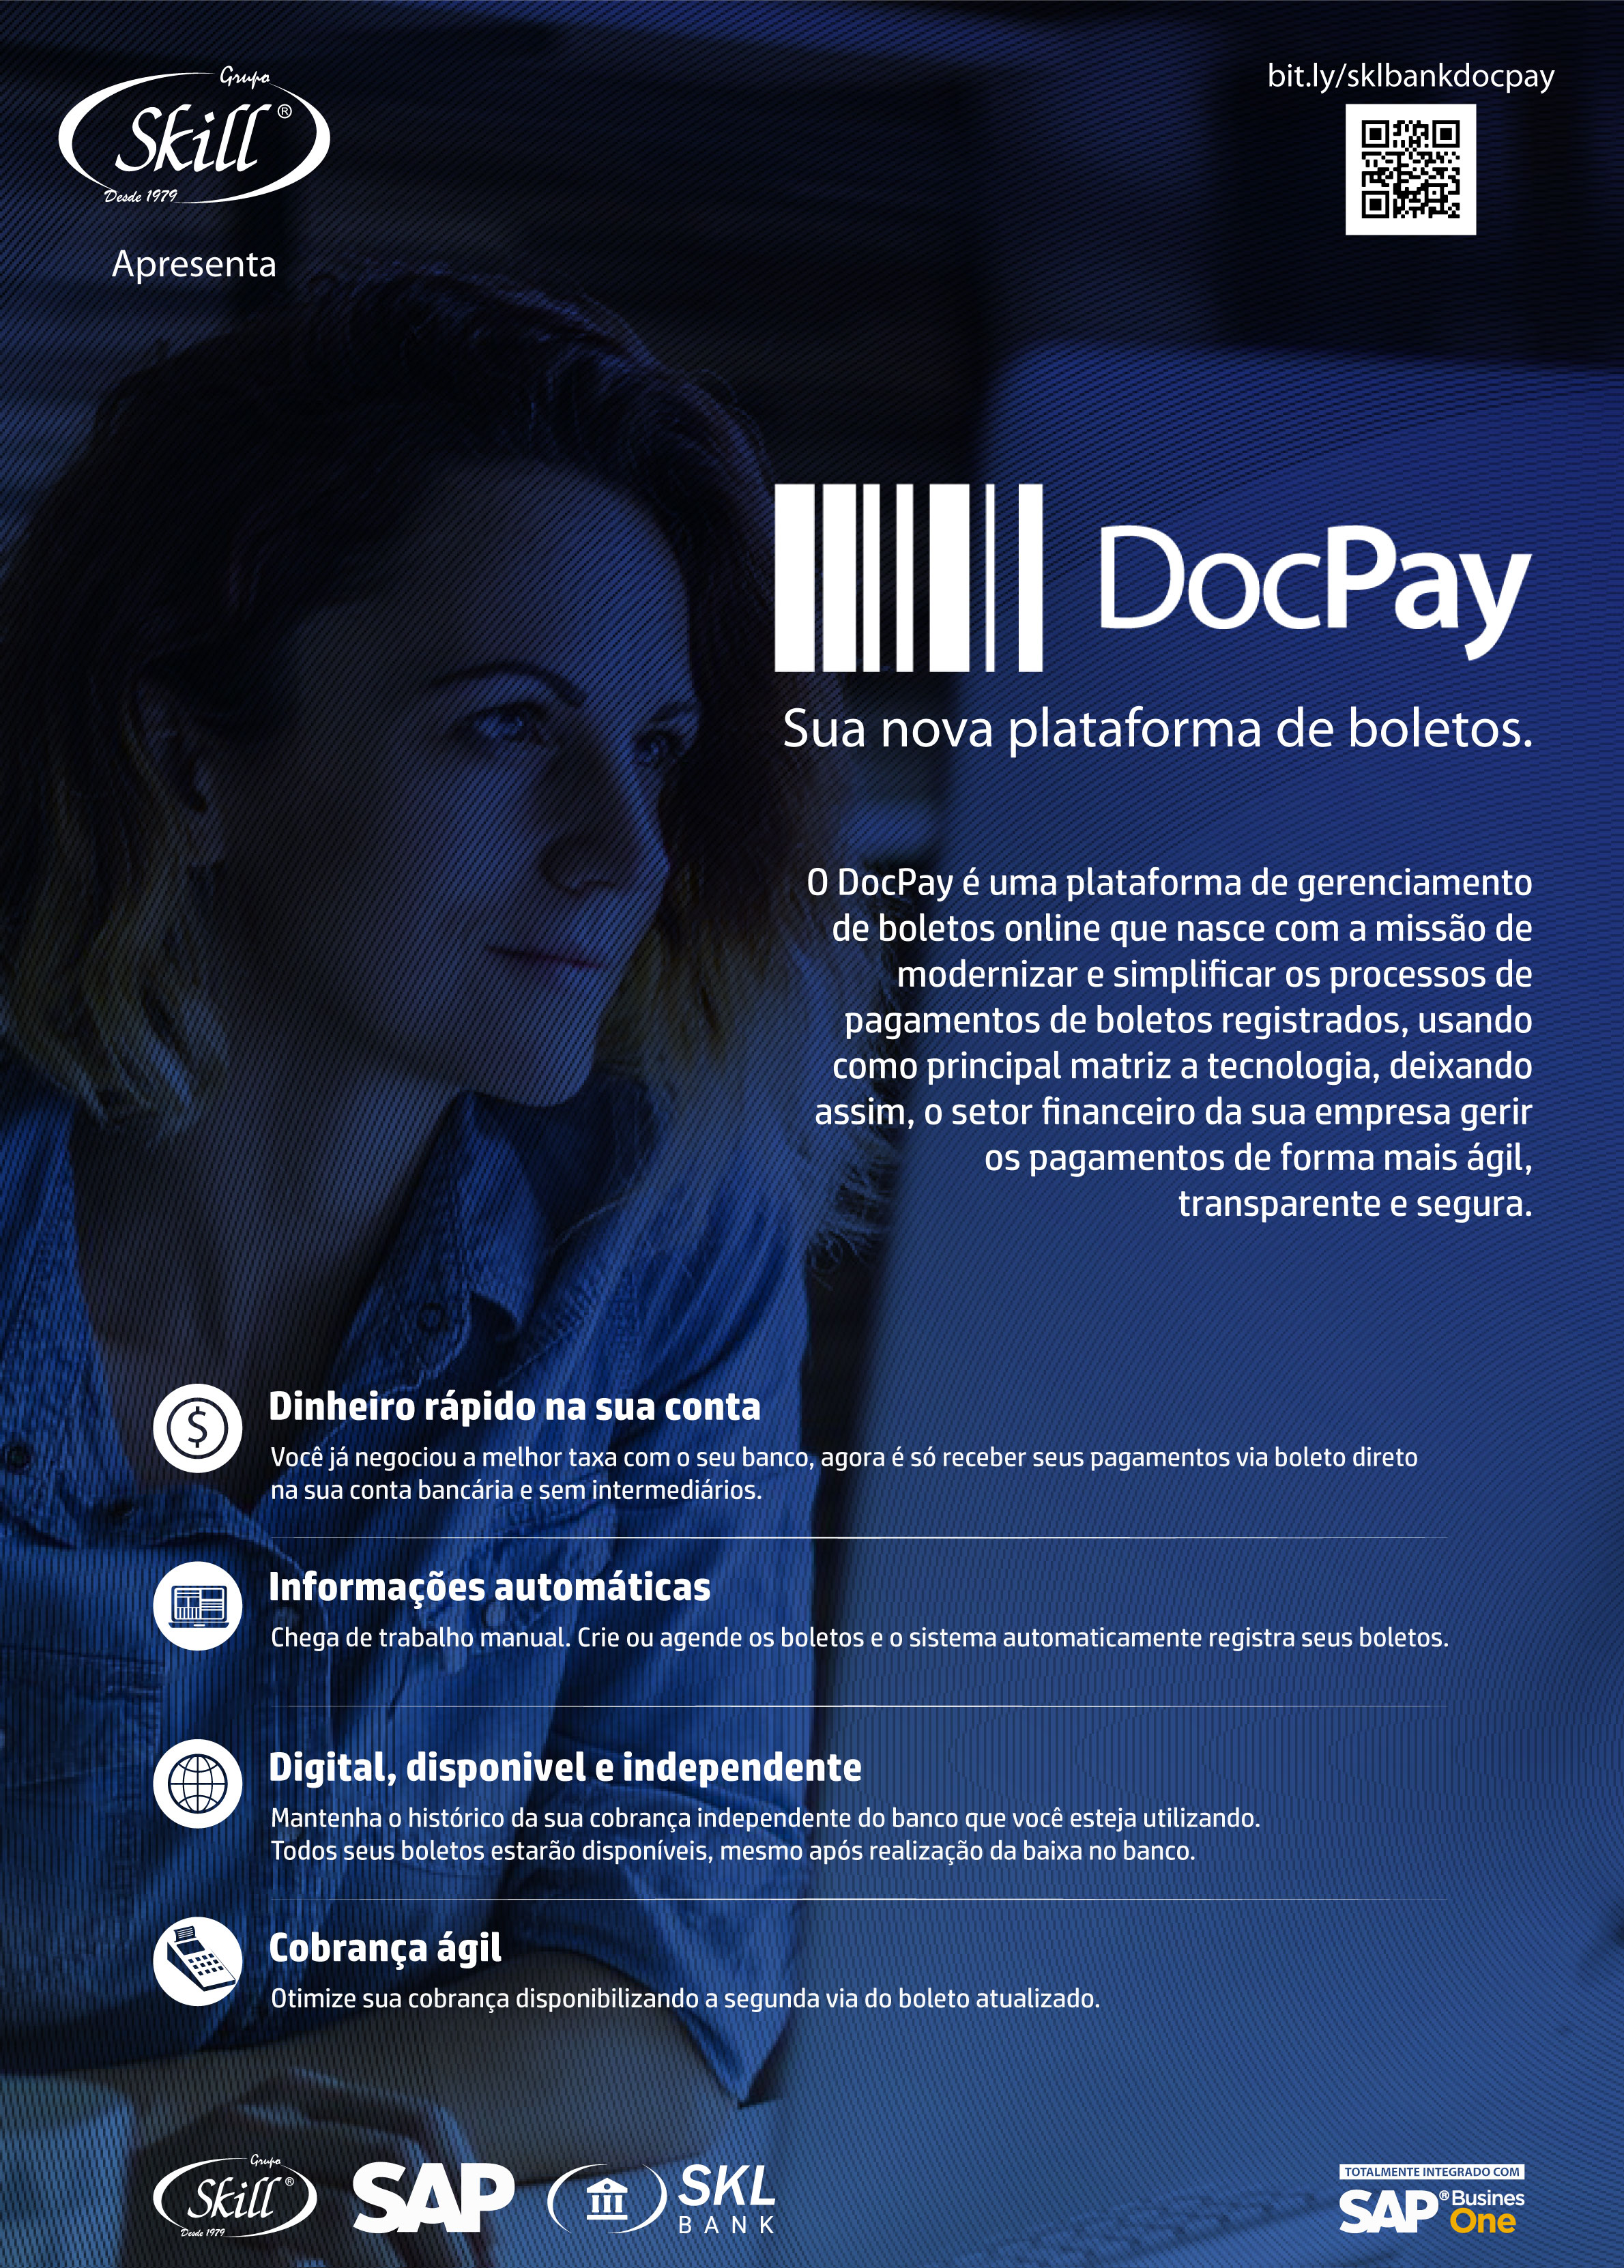 Grupo
Skill®
Desde 1979
Apresenta
bit.ly/sklbankdocpay
DocPay
Sua nova plataforma de boletos.
O DocPay é uma plataforma de gerenciamento
de boletos online que nasce com a missão de
modernizar e simplificar os processos de
pagamentos de boletos registrados, usando
como principal matriz a tecnologia, deixando
assim, o setor financeiro da sua empresa gerir
os pagamentos de forma mais ágil,
transparente e segura.
Dinheiro rápido na sua conta
Você já negociou a melhor taxa com o seu banco, agora é só receber seus pagamentos via boleto direto
na sua conta bancária e sem intermediários.
Informações automáticas
Chega de trabalho manual. Crie ou agende os boletos e o sistema automaticamente registra seus boletos.
Digital, disponivel e independente
Mantenha o histórico da sua cobrança independente do banco que você esteja utilizando.
Todos seus boletos estarão disponíveis, mesmo após realização da baixa no banco.
Cobrança ágil
Otimize sua cobrança disponibilizando a segunda via do boleto atualizado.
Grupo
Skill®
Desde 1979
SAP
SKL
BANK
TOTALMENTE INTEGRADO COM
SAP® Busines
One